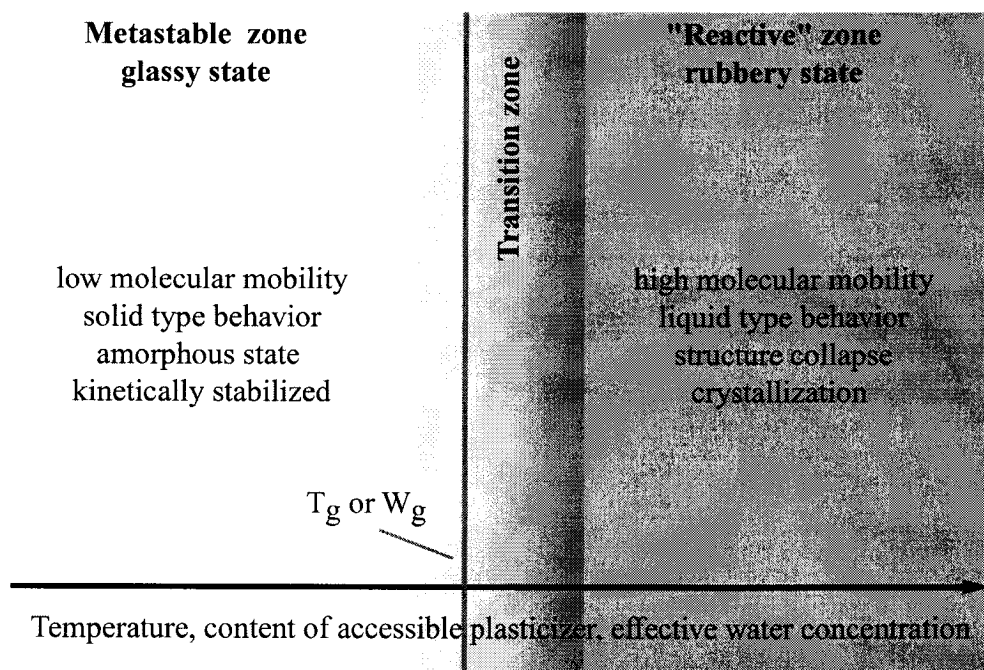 Metastable zone
glassy state
low molecular mobility
solid type behavior
amorphous state
kinetically stabilized
Tg or Wg
Transition zone
"Reactive" zone
rubbery state
high molecular mobility
liquid type behavior
structure collapse
crystallization
Temperature, content of accessible plasticizer, effective water concentration